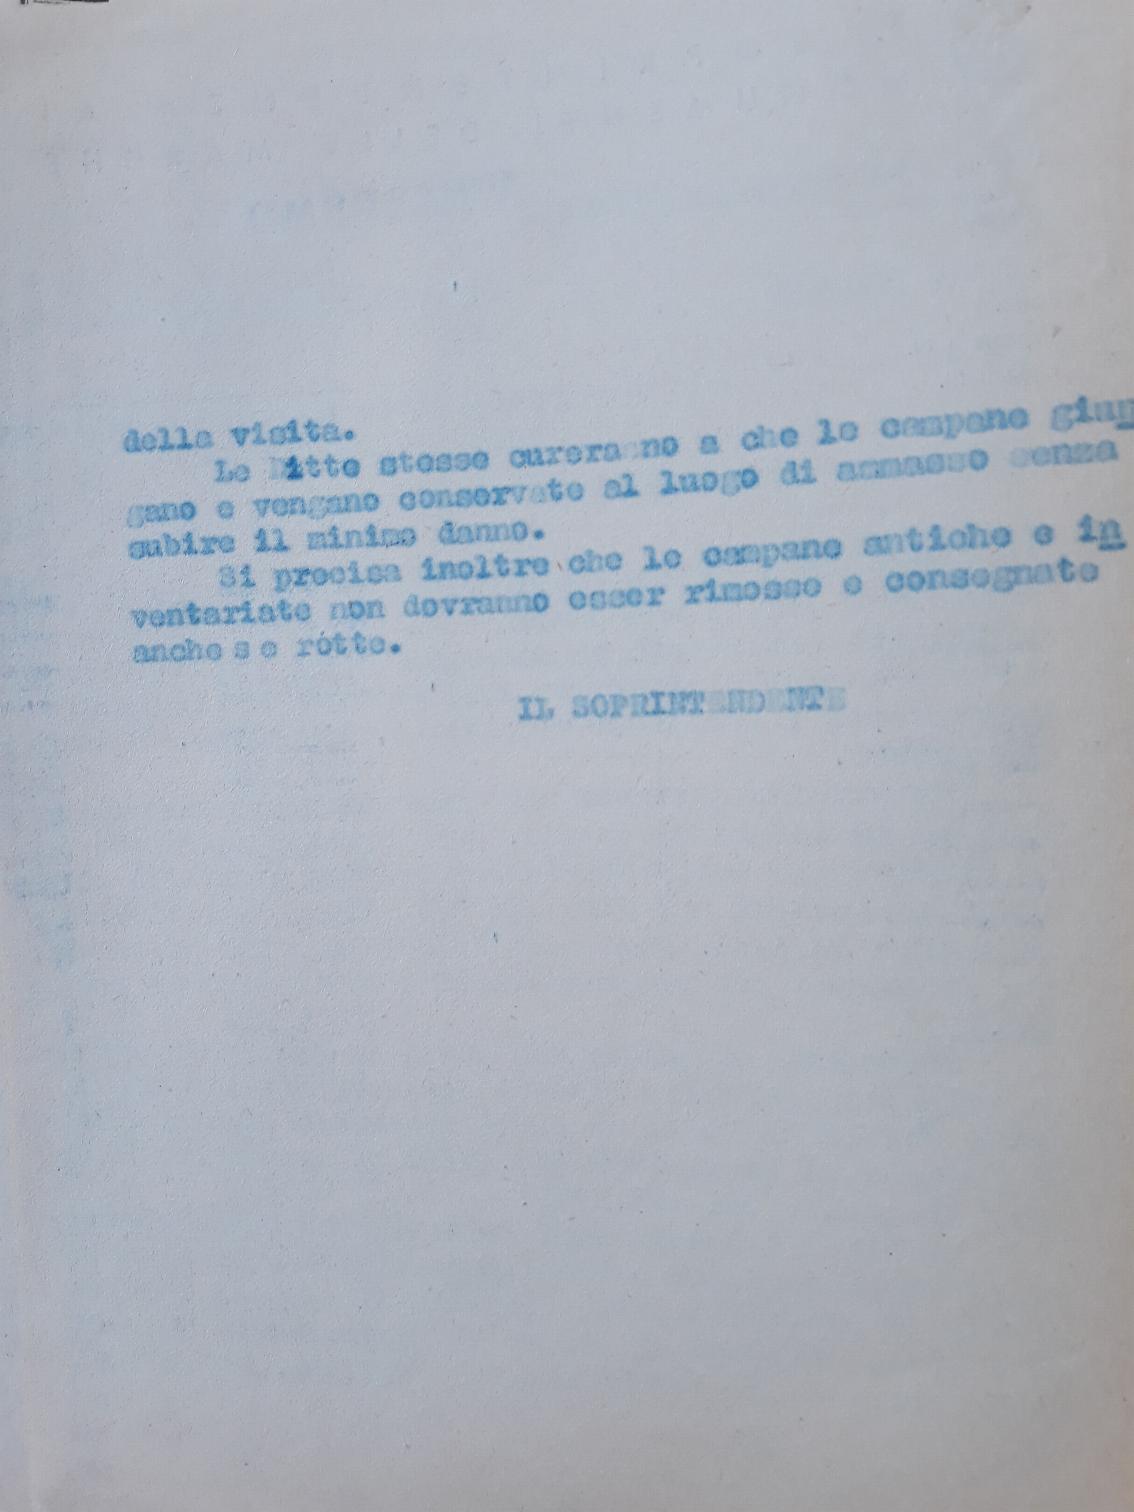 della visita.
Le Ditte stesse cureranno a che le campane giun
gano e vengano conservate al luogo di ammasso senza
subire il minimo danno.
Si precisa inoltre che le campane antiche e in
ventariate non dovranno esser rimosse e consegnate
anche se rotte.
IL SOPRINTENDENTE